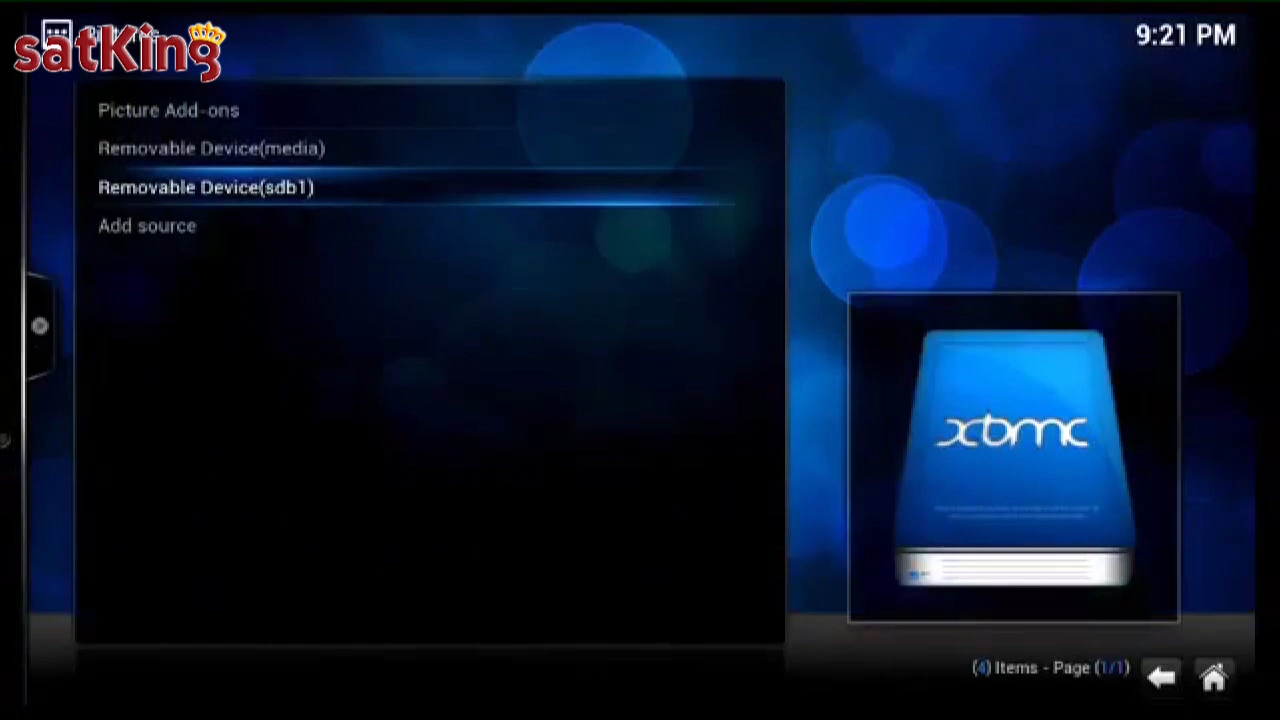 satKing
9:21 PM
Picture Add-ons
Removable Device(media)
Removable Device(sdb1)
Add source
xbmc
(4) Items - Page (1/1)